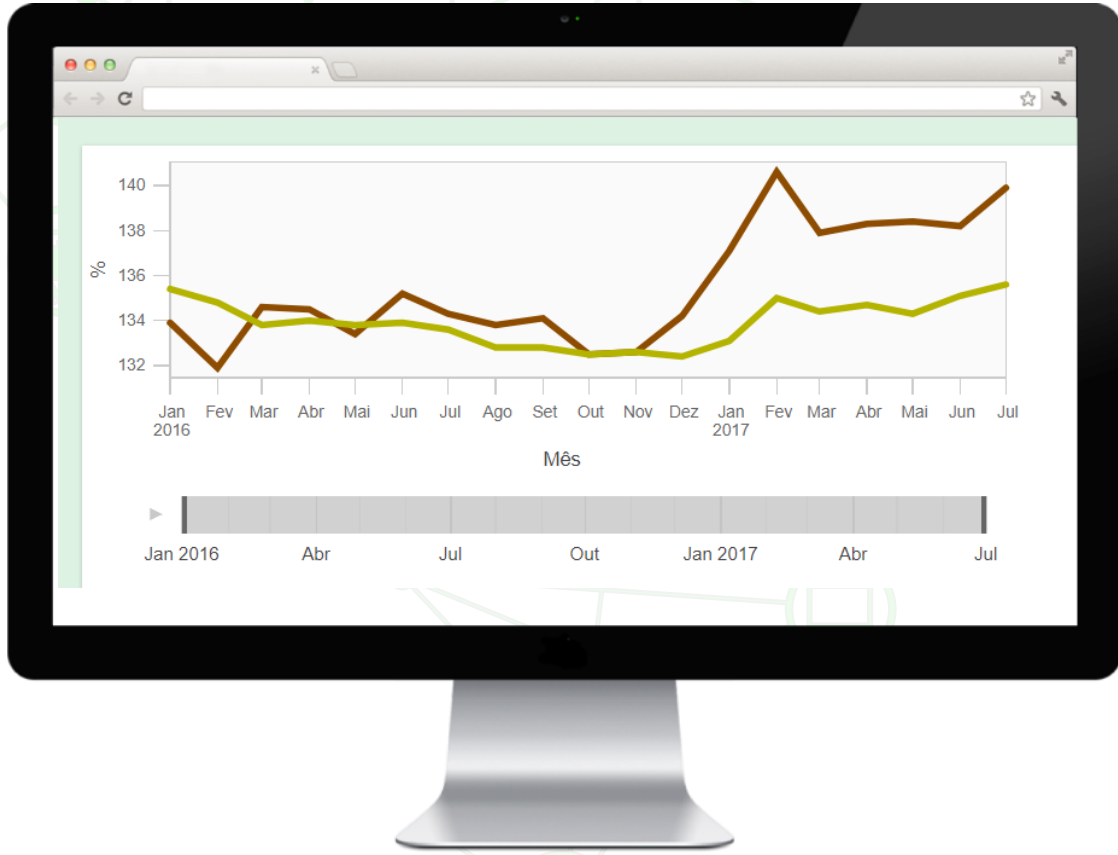 140
138
136
134
132
%
Jan Fev Mar Abr Mai Jun Jul Ago Set Out Nov Dez Jan Fev Mar Abr Mai Jun Jul
2016 2017
Mês
Jan 2016 Abr Jul Out Jan 2017 Abr Jul